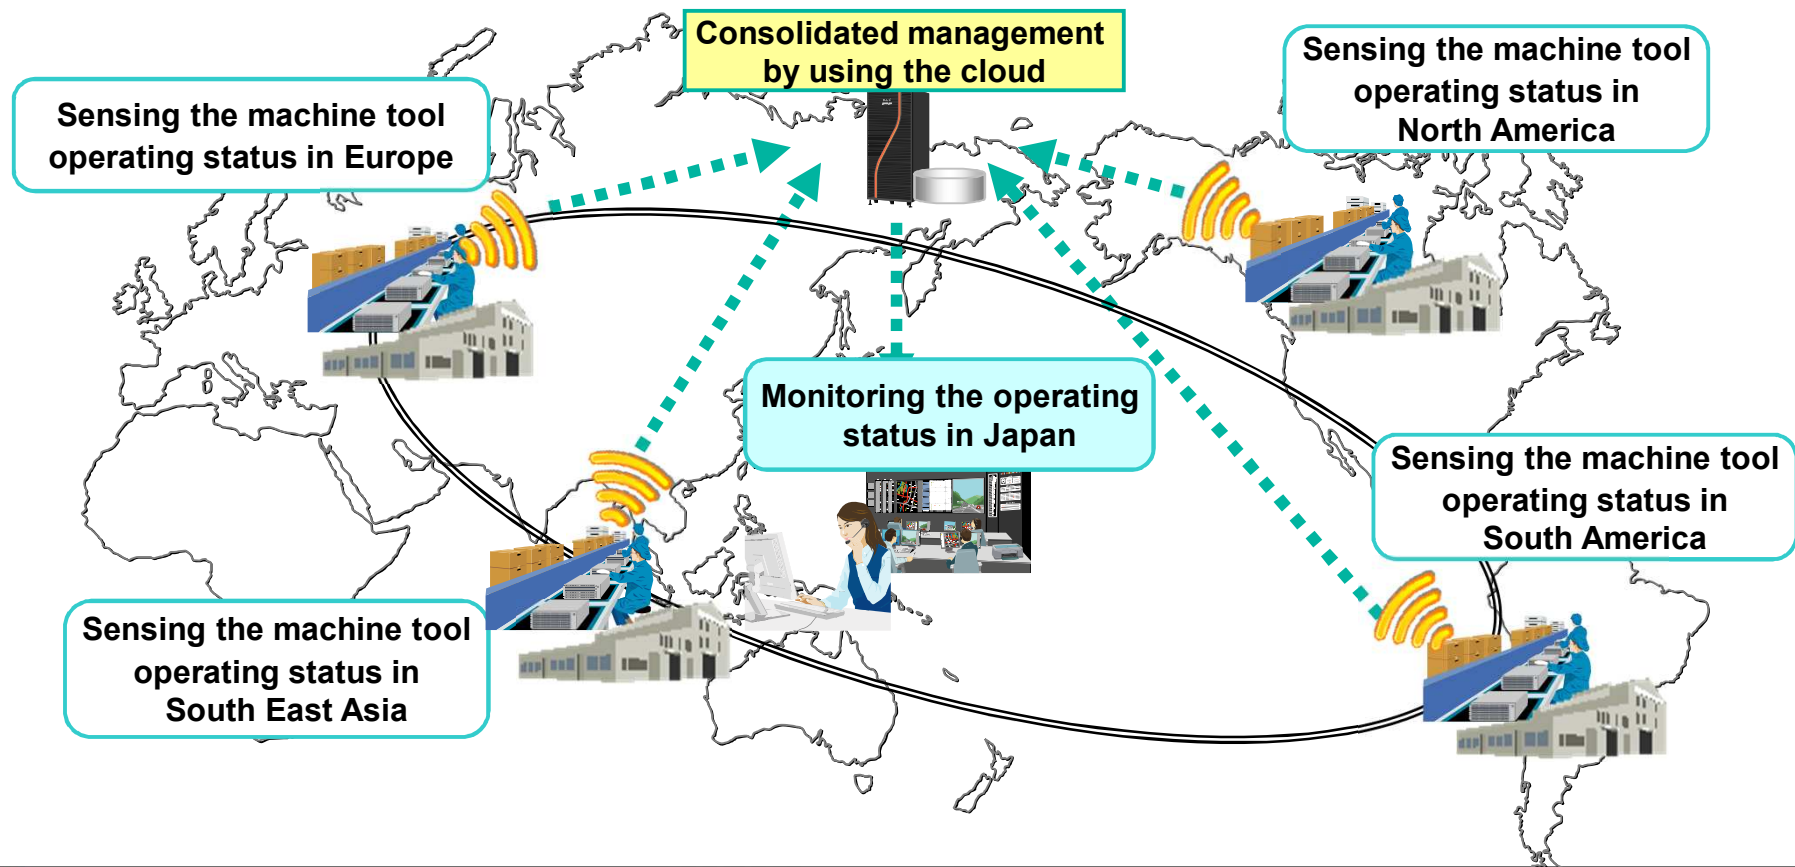 Consolidated management
by using the cloud
Sensing the machine tool
operating status in Europe
Sensing the machine tool
operating status in
North America
Monitoring the operating
status in Japan
Sensing the machine tool
operating status in
South America
Sensing the machine tool
operating status in
South East Asia